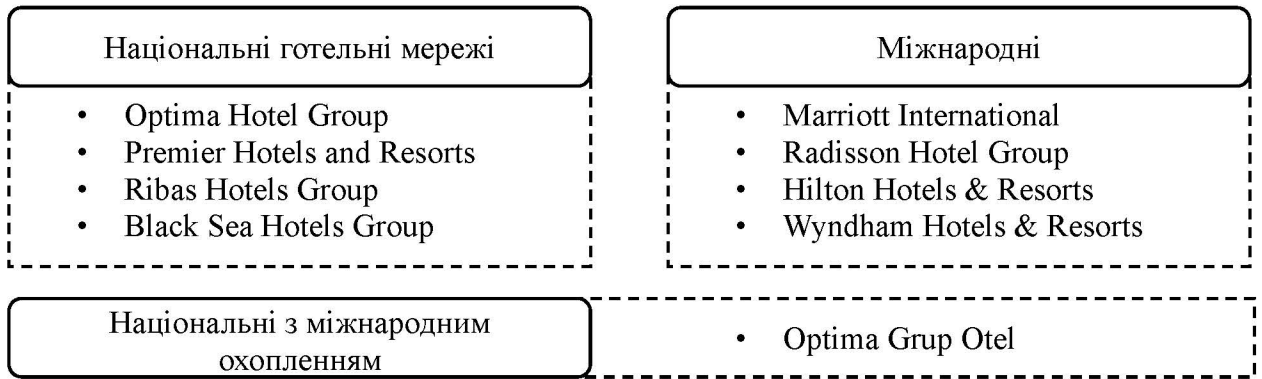 Національні готельні мережі
• Optima Hotel Group
• Premier Hotels and Resorts
• Ribas Hotels Group
• Black Sea Hotels Group
Міжнародні
• Marriott International
• Radisson Hotel Group
• Hilton Hotels & Resorts
• Wyndham Hotels & Resorts
Національні з міжнародним
охопленням
• Optima Grup Otel